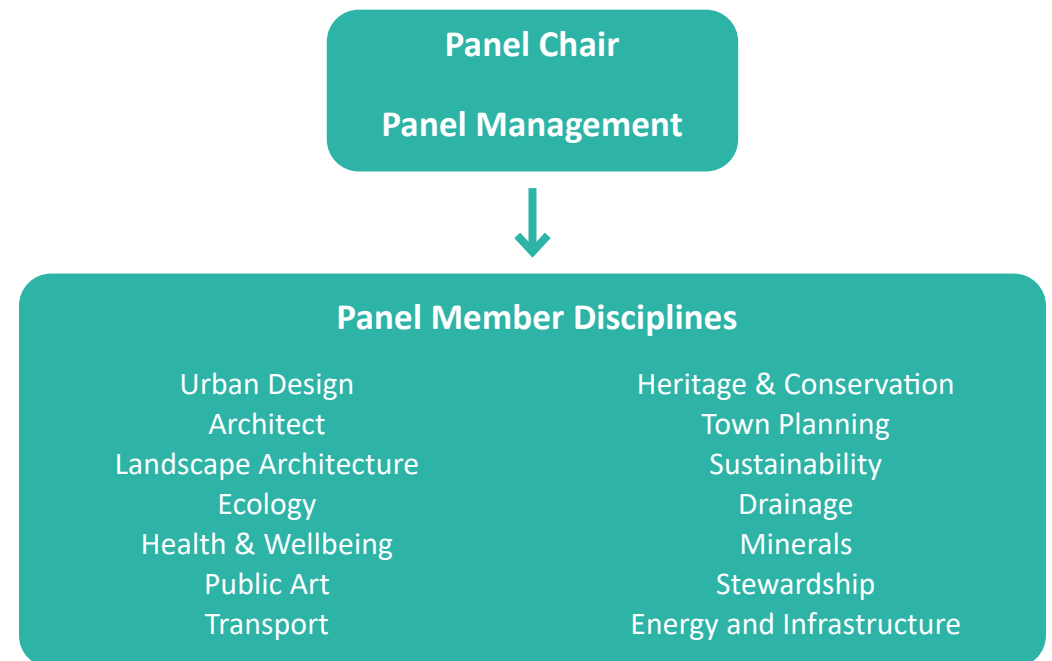 Panel Chair
Panel Management
Panel Member Disciplines
Urban Design
Architect
Landscape Architecture
Ecology
Health & Wellbeing
Public Art
Transport
Heritage & Conservation
Town Planning
Sustainability
Drainage
Minerals
Stewardship
Energy and Infrastructure